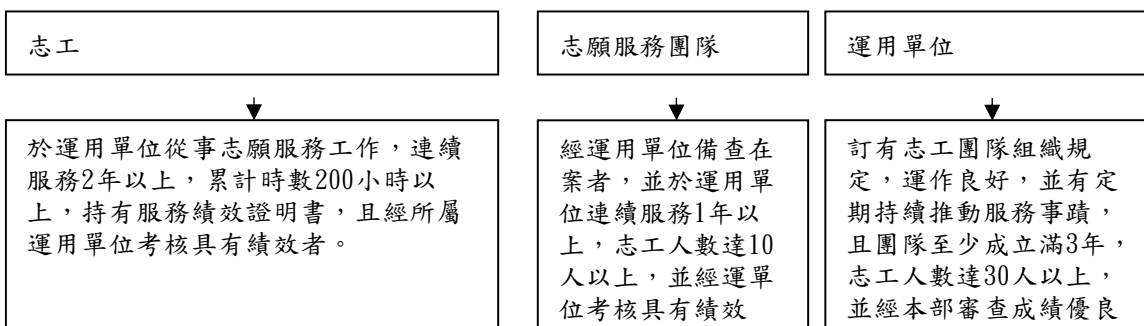 志工
志願服務團隊
運用單位
於運用單位從事志願服務工作，連續
服務2年以上，累計時數200小時以
上，持有服務績效證明書，且經所屬
運用單位考核具有績效者。
經運用單位備查在
案者，並於運用單
位連續服務1年以
上，志工人數達10
人以上，並經運單
位考核具有績效
訂有志工團隊組織規
定，運作良好，並有定
期持續推動服務事蹟，
且團隊至少成立滿3年，
志工人數達30人以上，
並經本部審查成績優良